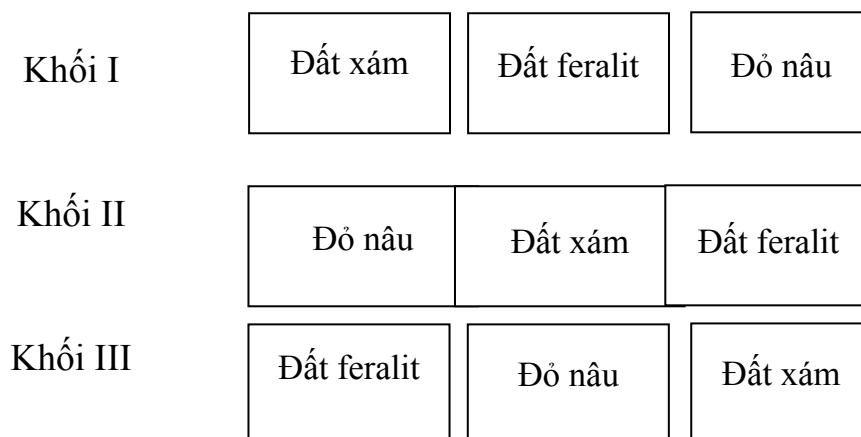 Khối I
Đất xám
Đất feralit
Đỏ nâu
Khối II
Đỏ nâu
Đất xám
Đất feralit
Khối III
Đất feralit
Đỏ nâu
Đất xám